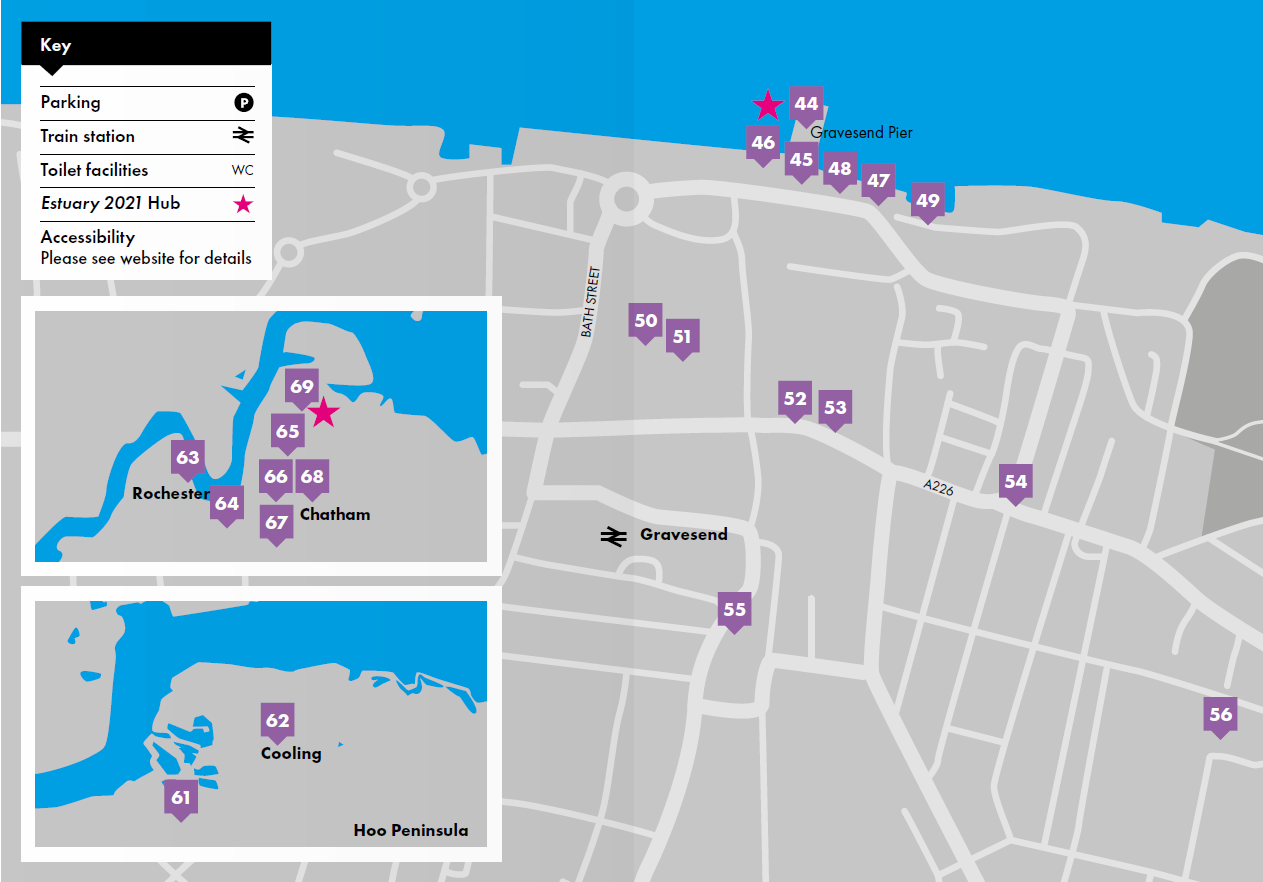 Key
Parking P
Train station
Toilet facilities WC
Estuary 2021 Hub
Accessibility
Please see website for details
44
Gravesend Pier
46
45
48
47
49
BATH STREET
50
51
52
53
A226
54
Gravesend
55
56
69
65
63
66
68
Rochester
64
67
Chatham
62
Cooling
61
Hoo Peninsula